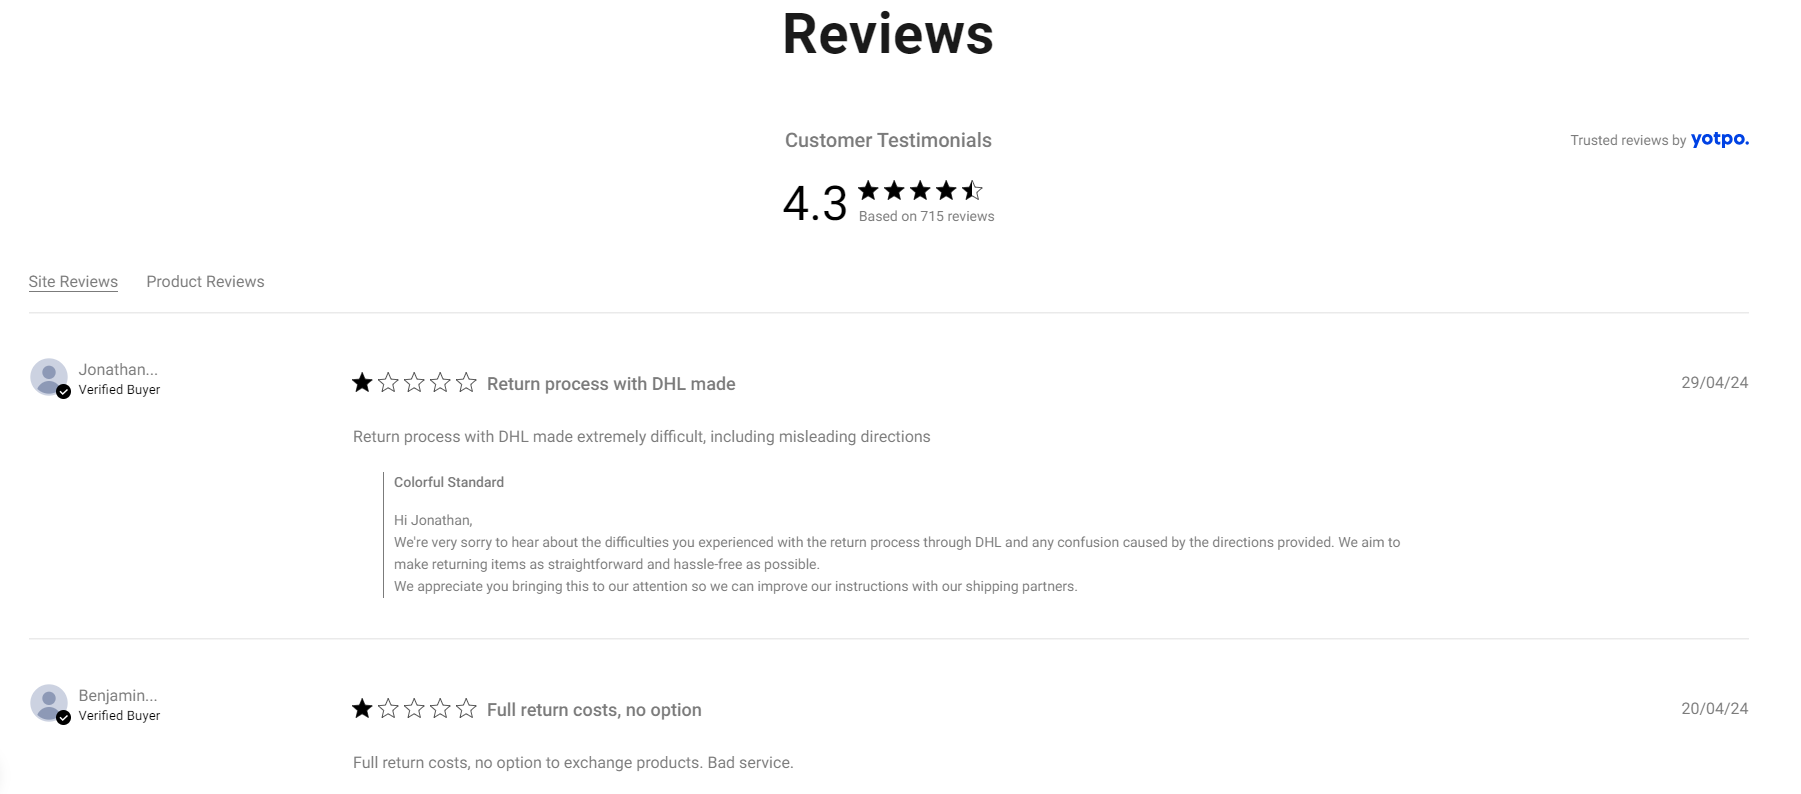 Reviews
Customer Testimonials
Trusted reviews by yotpo.
4.3
Based on 715 reviews
Site Reviews
Product Reviews
Jonathan...
Verified Buyer
Return process with DHL made
29/04/24
Return process with DHL made extremely difficult, including misleading directions
Colorful Standard
Hi Jonathan,
We're very sorry to hear about the difficulties you experienced with the return process through DHL and any confusion caused by the directions provided. We aim to
make returning items as straightforward and hassle-free as possible.
We appreciate you bringing this to our attention so we can improve our instructions with our shipping partners.
Benjamin...
Verified Buyer
Full return costs, no option
20/04/24
Full return costs, no option to exchange products. Bad service.